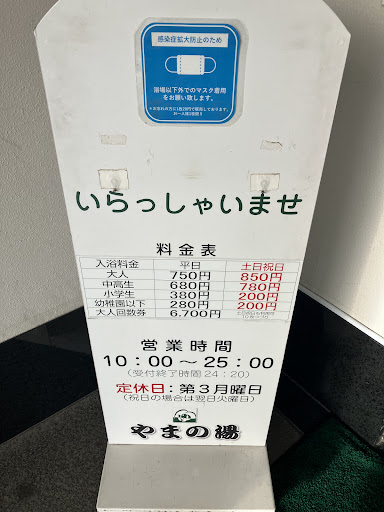 感染症拡大防止のため
浴場以外でのマスク着用
をお願い致します。
いらっしゃいませ
料金表
入浴料金 平日 土日祝日
大人 750円 850円
中高生 680円 780円
小学生 380円 200円
幼稚園以下 280円 200円
大人回数券 6,700円
営業時間
10:00～25:00
(受付終了時間 24:20)
定休日:第3月曜日
(祝日の場合は翌日火曜日)
やまの湯